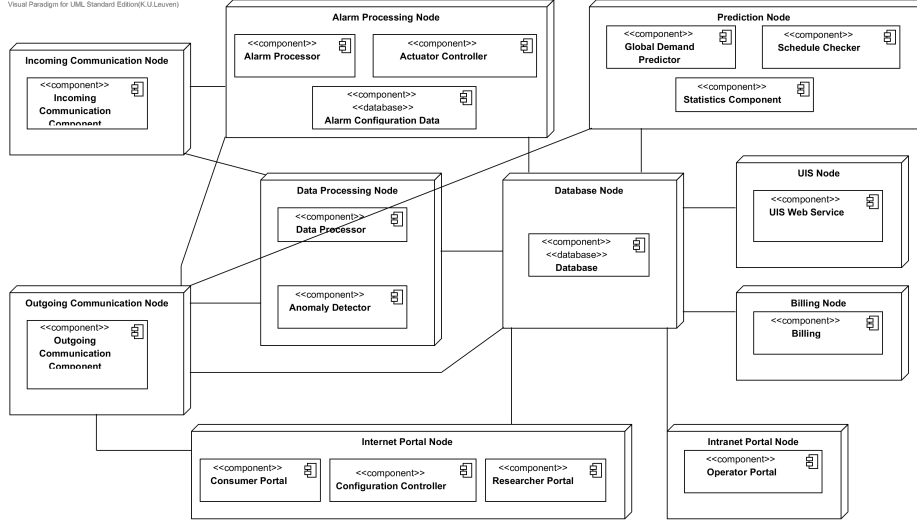 Visual Paradigm for UML Standard Edition(K.U.Leuven)
Alarm Processing Node
<<component>>
Alarm Processor
<<component>>
Actuator Controller
<<component>>
<<database>>
Alarm Configuration Data
Prediction Node
<<component>>
Global Demand
Predictor
<<component>>
Schedule Checker
<<component>>
Statistics Component
Incoming Communication Node
<<component>>
Incoming
Communication
Component
Data Processing Node
<<component>>
Data Processor
<<component>>
Anomaly Detector
Database Node
<<component>>
<<database>>
Database
UIS Node
<<component>>
UIS Web Service
Outgoing Communication Node
<<component>>
Outgoing
Communication
Component
Billing Node
<<component>>
Billing
Internet Portal Node
<<component>>
Consumer Portal
<<component>>
Configuration Controller
<<component>>
Researcher Portal
Intranet Portal Node
<<component>>
Operator Portal